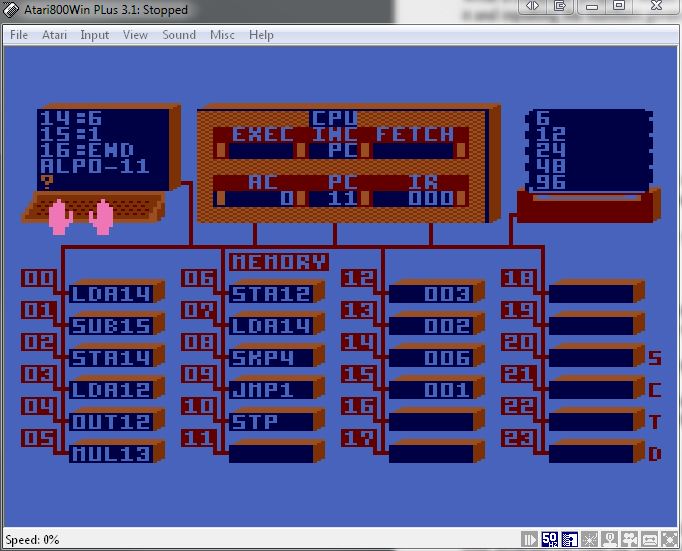 Atari800Win PLus 3.1: Stopped
File Atari Input View Sound Misc Help
14=6
15=1
16=END
ALPO-11
?
CPU
EXEC INC FETCH
PC
AC PC IR
0 11 000
6
12
24
48
96
MEMORY
00 LDA14
01 SUB15
02 STA14
03 LDA12
04 OUT12
05 MUL13
06 STA12
07 LDA14
08 SKP4
09 JMP1
10 STP
11
12 003
13 002
14 006
15 001
16
17
18
19
20 S
21 C
22 T
23 D
Speed: 0%
50